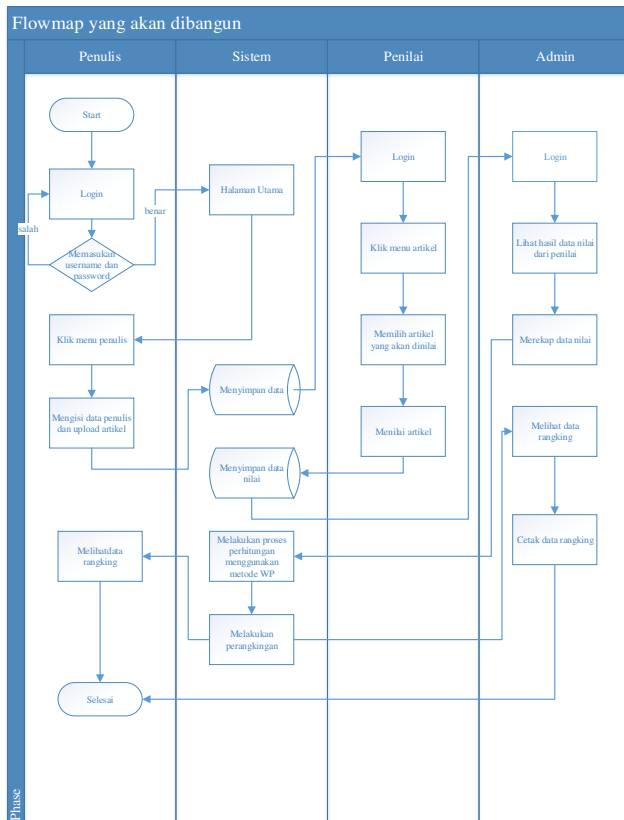 Flowmap yang akan dibangun
Penulis
Sistem
Penilai
Admin
Start
Login
salah
benar
Memasukan
username dan
password
Klik menu penulis
Mengisi data penulis
dan upload artikel
Melihatdata
rangking
Selesai
Halaman Utama
Menyimpan data
Menyimpan data
nilai
Melakukan proses
perhitungan
menggunakan
metode WP
Melakukan
perangkingan
Login
Klik menu artikel
Memilih artikel
yang akan dinilai
Menilai artikel
Login
Lihat hasil data nilai
dari penilai
Merekap data nilai
Melihat data
rangking
Cetak data rangking
Phase